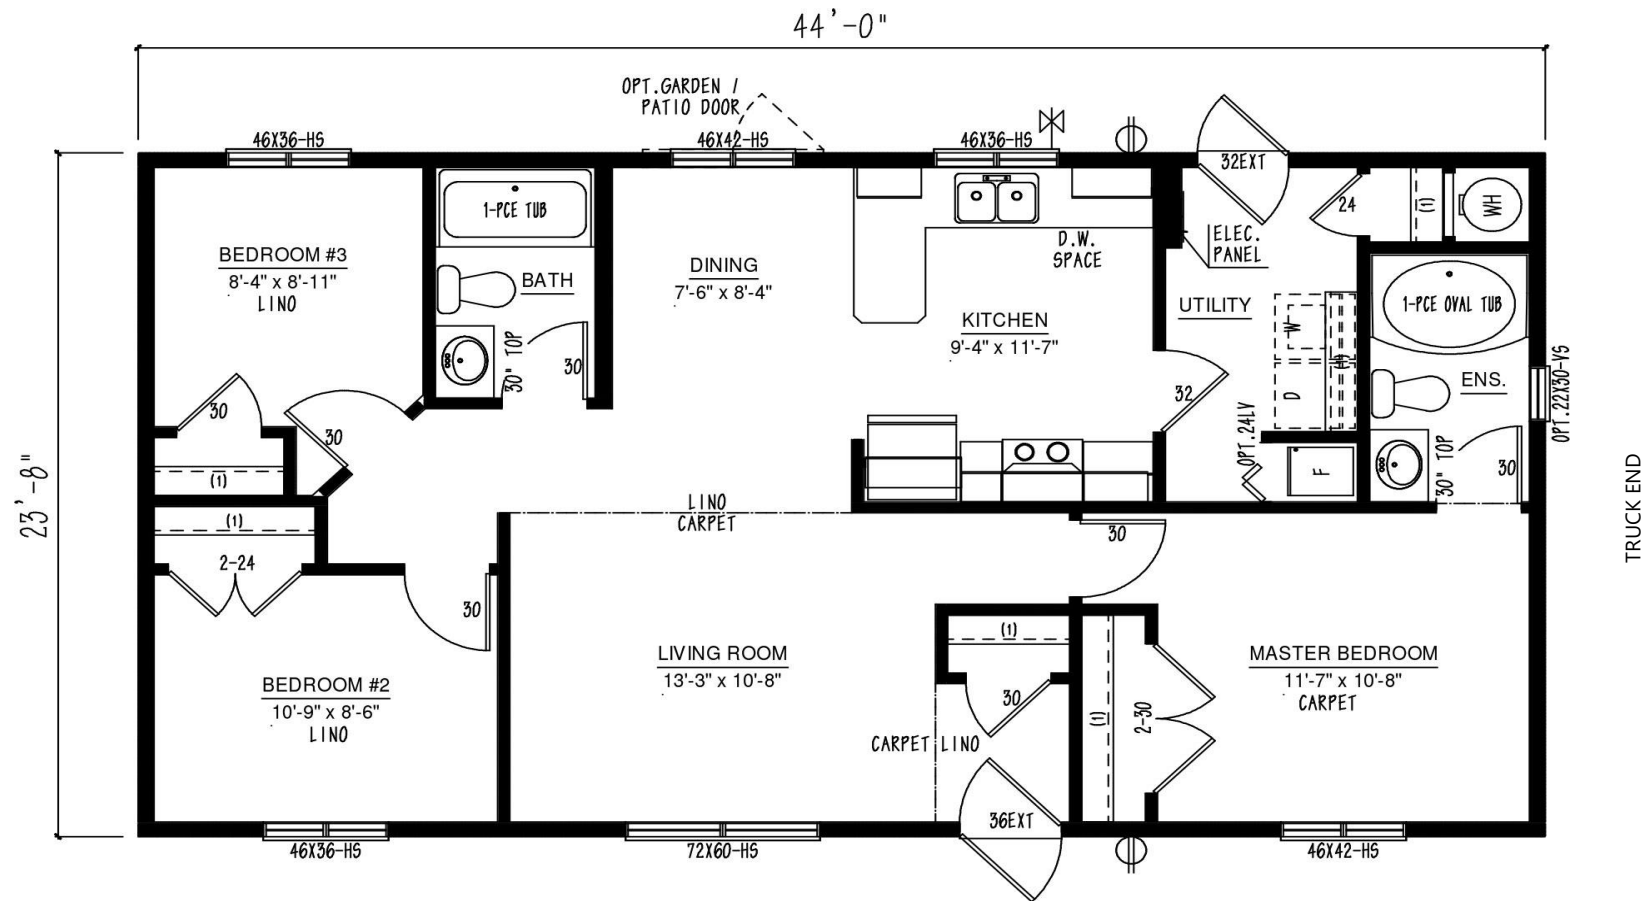 44'-0"
OPT.GARDEN /
PATIO DOOR
46X36-HS
46X42-HS
46X36-HS
32EXT
1-PCE TUB
24
(1)
WH
BEDROOM #3
8'-4" x 8'-11"
LINO
BATH
DINING
7'-6" x 8'-4"
D.W.
SPACE
ELEC.
PANEL
UTILITY
1-PCE OVAL TUB
KITCHEN
9'-4" x 11'-7"
W
(1)
D
30" TOP
30
32
ENS.
OPT.22X30-VS
30
30
OPT.24LV
F
30" TOP
30
(1)
23'-8"
TRUCK END
LINO
CARPET
(1)
2-24
30
30
BEDROOM #2
10'-9" x 8'-6"
LINO
LIVING ROOM
13'-3" x 10'-8"
(1)
30
CARPET LINO
(1)
2-30
MASTER BEDROOM
11'-7" x 10'-8"
CARPET
36EXT
46X36-HS
72X60-HS
46X42-HS